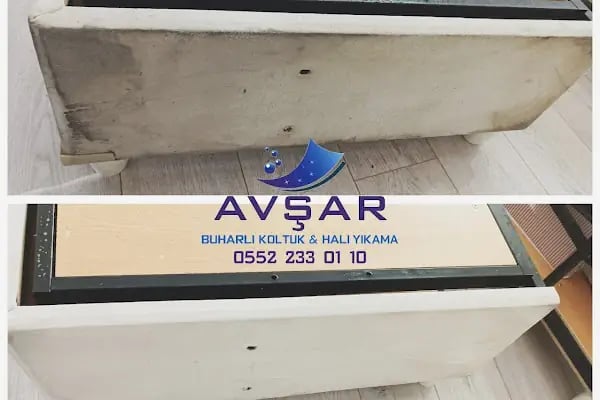 AVŞAR
BUHARLI KOLTUK & HALI YIKAMA
0552 233 01 10